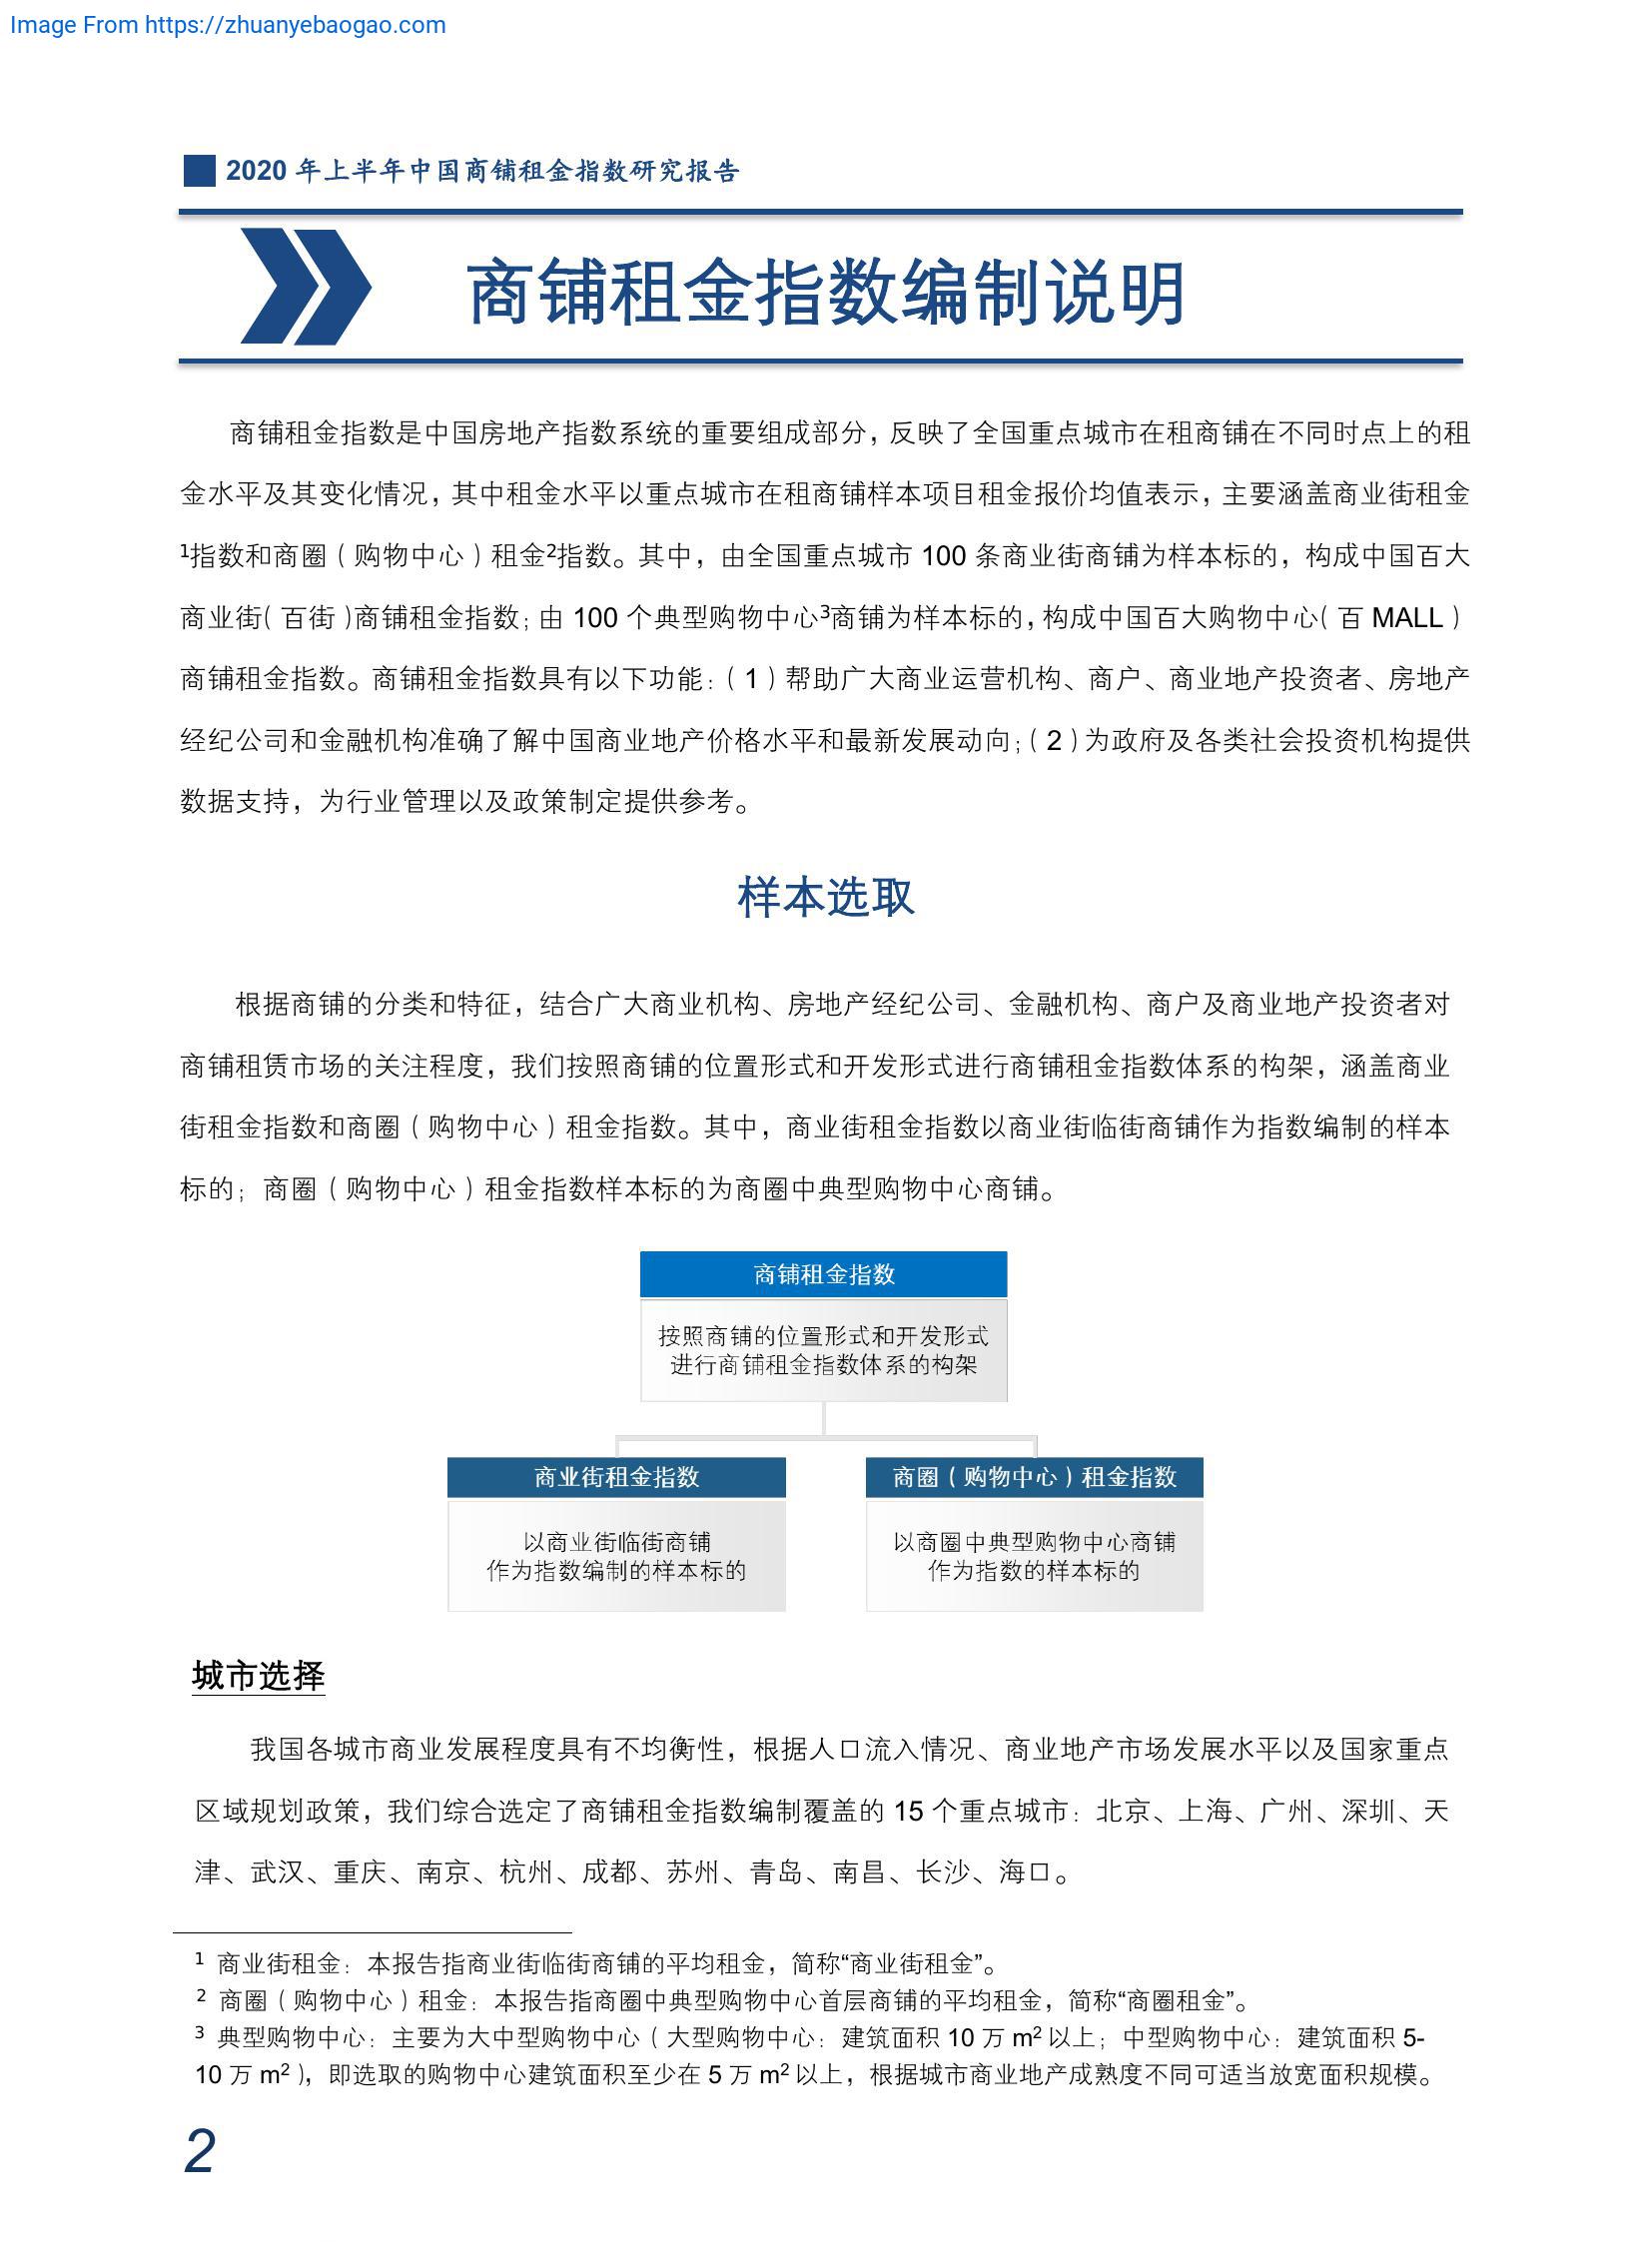 Image From https://zhuanyebaogao.com
2020 年上半年中国商铺租金指数研究报告
商铺租金指数编制说明
商铺租金指数是中国房地产指数系统的重要组成部分，反映了全国重点城市在租商铺在不同时点上的租
金水平及其变化情况，其中租金水平以重点城市在租商铺样本项目租金报价均值表示，主要涵盖商业街租金
¹指数和商圈（购物中心）租金²指数。其中，由全国重点城市 100 条商业街商铺为样本标的，构成中国百大
商业街（百街）商铺租金指数；由 100 个典型购物中心³商铺为样本标的，构成中国百大购物中心（百 MALL）
商铺租金指数。商铺租金指数具有以下功能：（1）帮助广大商业运营机构、商户、商业地产投资者、房地产
经纪公司和金融机构准确了解中国商业地产价格水平和最新发展动向；（2）为政府及各类社会投资机构提供
数据支持，为行业管理以及政策制定提供参考。
样本选取
根据商铺的分类和特征，结合广大商业机构、房地产经纪公司、金融机构、商户及商业地产投资者对
商铺租赁市场的关注程度，我们按照商铺的位置形式和开发形式进行商铺租金指数体系的构架，涵盖商业
街租金指数和商圈（购物中心）租金指数。其中，商业街租金指数以商业街临街商铺作为指数编制的样本
标的；商圈（购物中心）租金指数样本标的为商圈中典型购物中心商铺。
商铺租金指数
按照商铺的位置形式和开发形式
进行商铺租金指数体系的构架
商业街租金指数
以商业街临街商铺
作为指数编制的样本标的
商圈（购物中心）租金指数
以商圈中典型购物中心商铺
作为指数的样本标的
城市选择
我国各城市商业发展程度具有不均衡性，根据人口流入情况、商业地产市场发展水平以及国家重点
区域规划政策，我们综合选定了商铺租金指数编制覆盖的 15 个重点城市：北京、上海、广州、深圳、天
津、武汉、重庆、南京、杭州、成都、苏州、青岛、南昌、长沙、海口。
¹ 商业街租金：本报告指商业街临街商铺的平均租金，简称“商业街租金”。
² 商圈（购物中心）租金：本报告指商圈中典型购物中心首层商铺的平均租金，简称“商圈租金”。
³ 典型购物中心：主要为大中型购物中心（大型购物中心：建筑面积 10 万 m² 以上；中型购物中心：建筑面积 5-
10 万 m²），即选取的购物中心建筑面积至少在 5 万 m² 以上，根据城市商业地产成熟度不同可适当放宽面积规模。
2